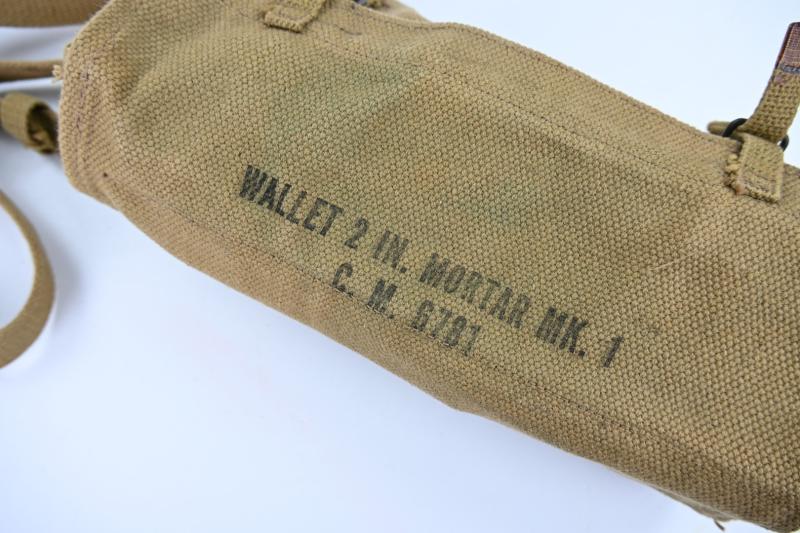 WALLET 2 IN. MORTAR MK. 1
C. M. 6781